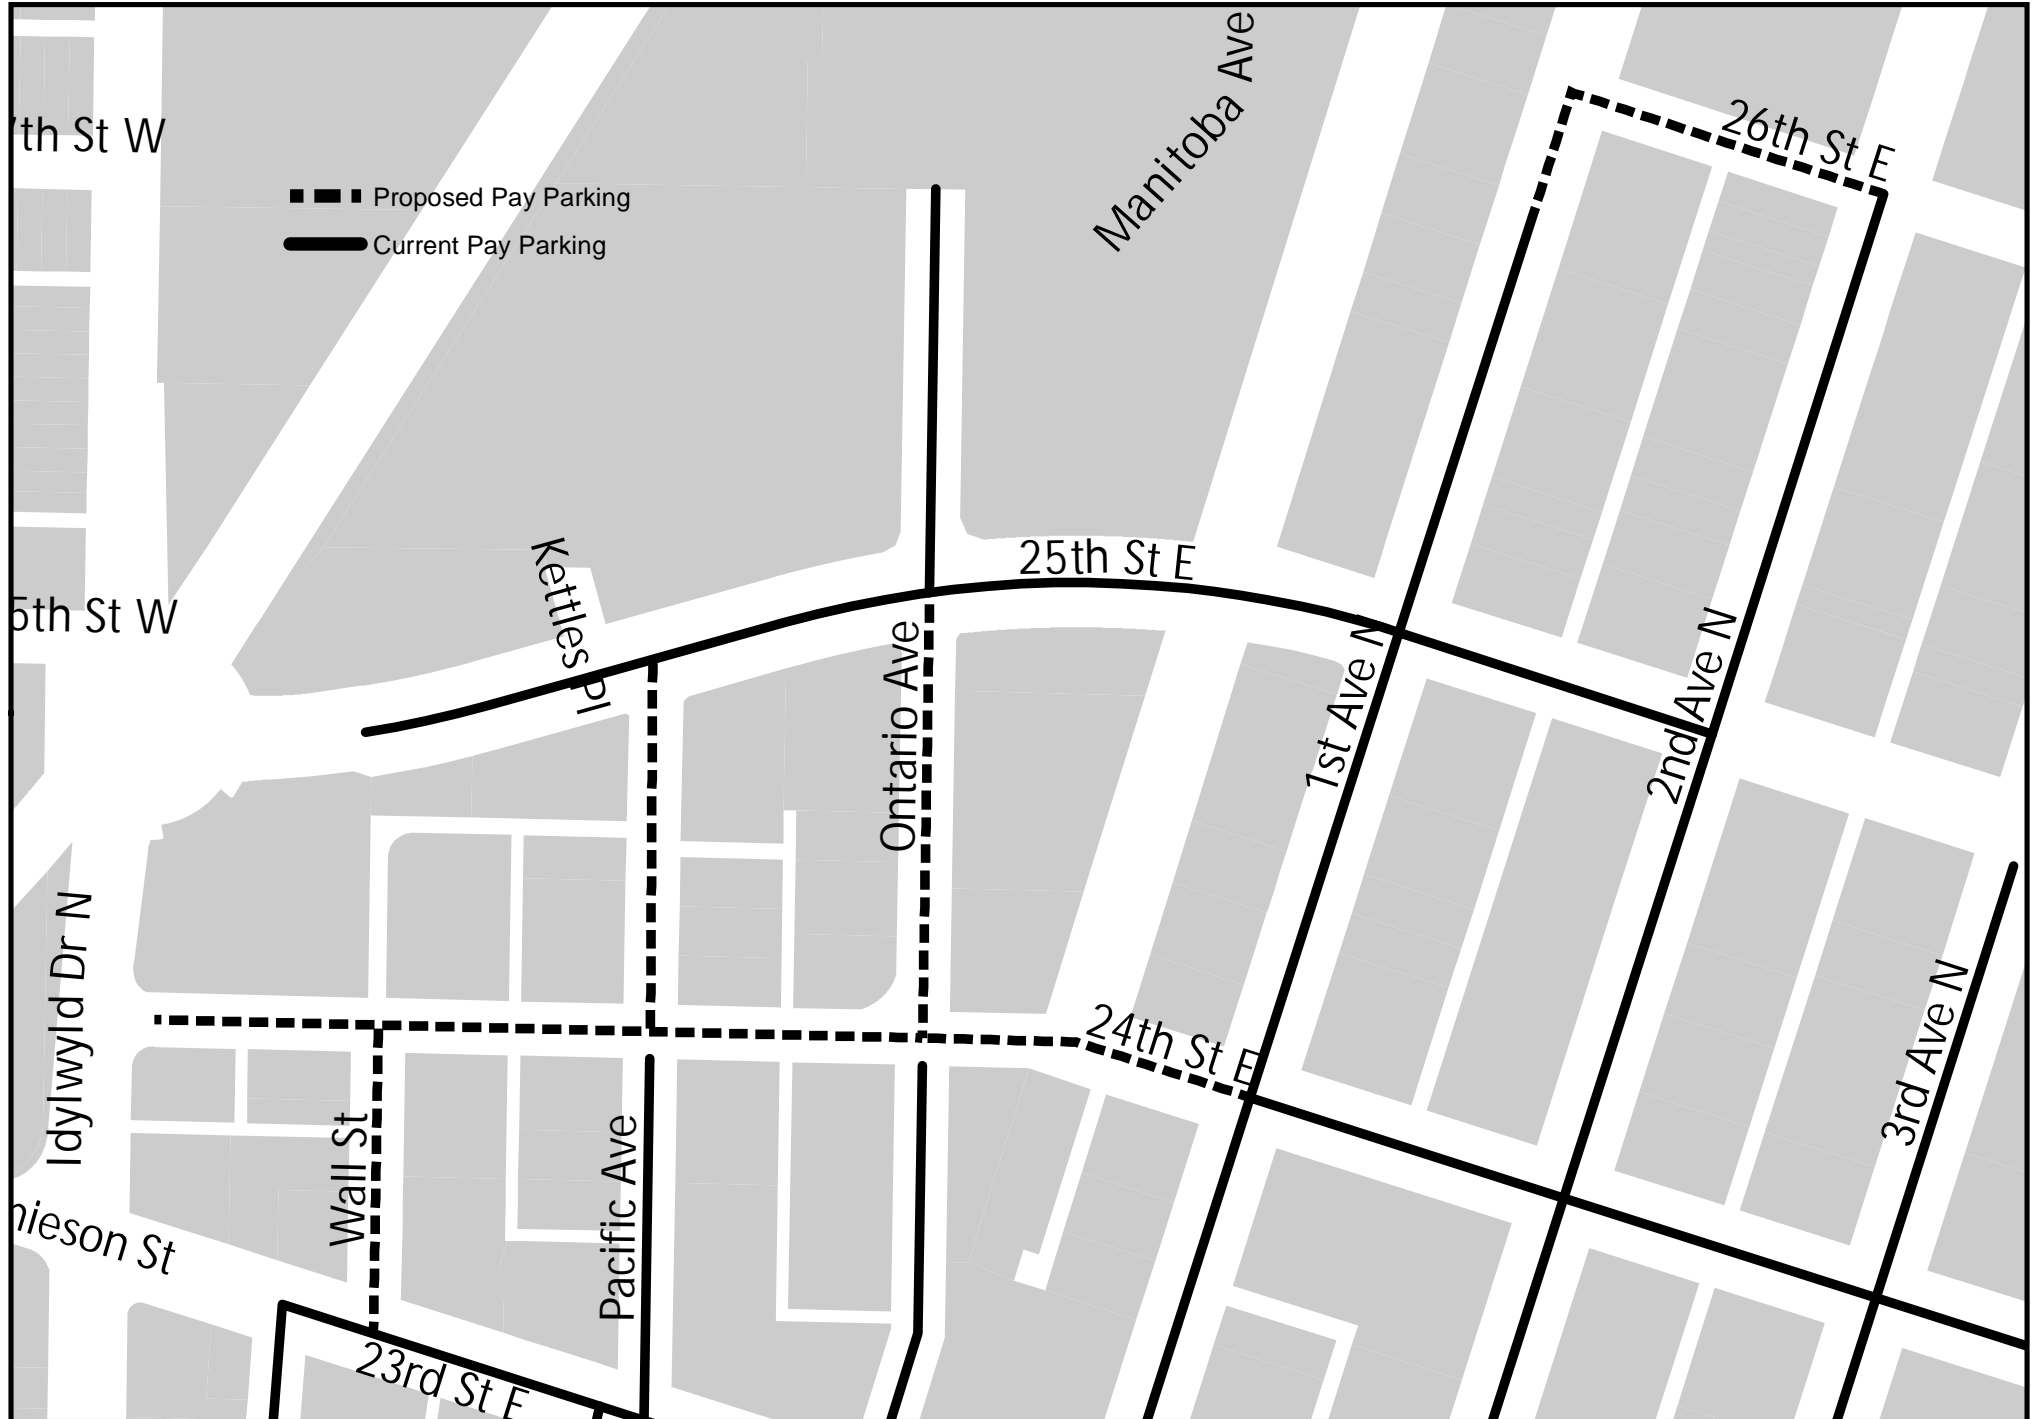 Manitoba Ave
26th St E
7th St W
Proposed Pay Parking
Current Pay Parking
25th St E
Kettles Pl
5th St W
Ontario Ave
1st Ave N
2nd Ave N
Idylwyld Dr N
24th St E
3rd Ave N
Wall St
Pacific Ave
mieson St
23rd St E